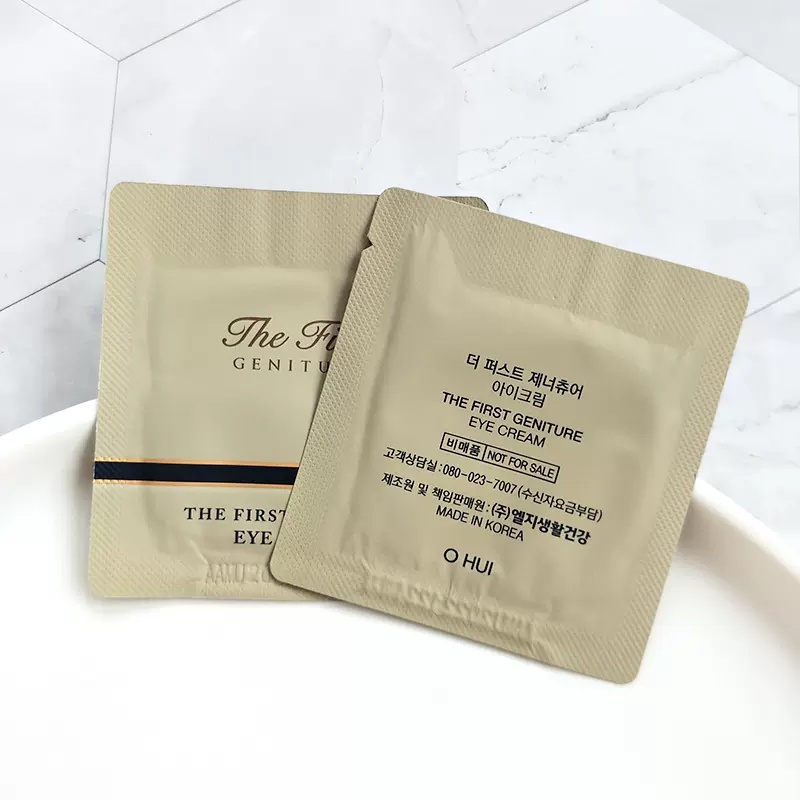 The Fi
GENITU
THE FIRST
EYE
더 퍼스트 제너츄어
아이크림
THE FIRST GENITURE
EYE CREAM
비매품 NOT FOR SALE
고객상담실 : 080-023-7007 (수신자요금부담)
제조원 및 책임판매원 : (주)엘지생활건강
MADE IN KOREA
O HUI